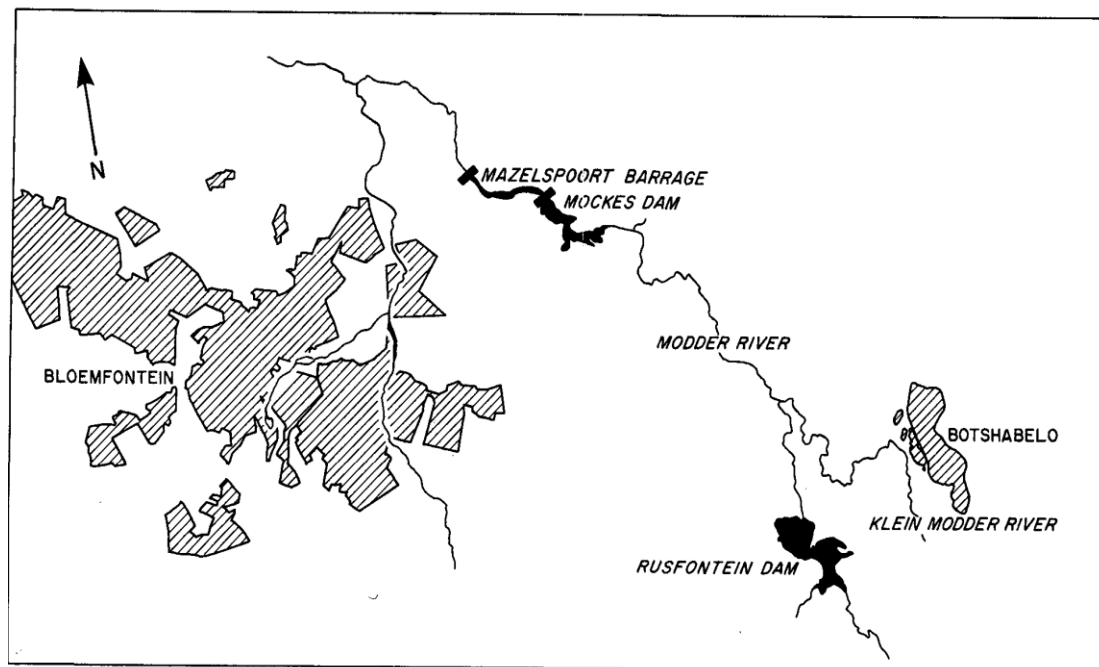 N
MAZELSPOORT BARRAGE
MOCKES DAM
MODDER RIVER
BLOEMFONTEIN
BOTSHABELO
KLEIN MODDER RIVER
RUSFONTEIN DAM